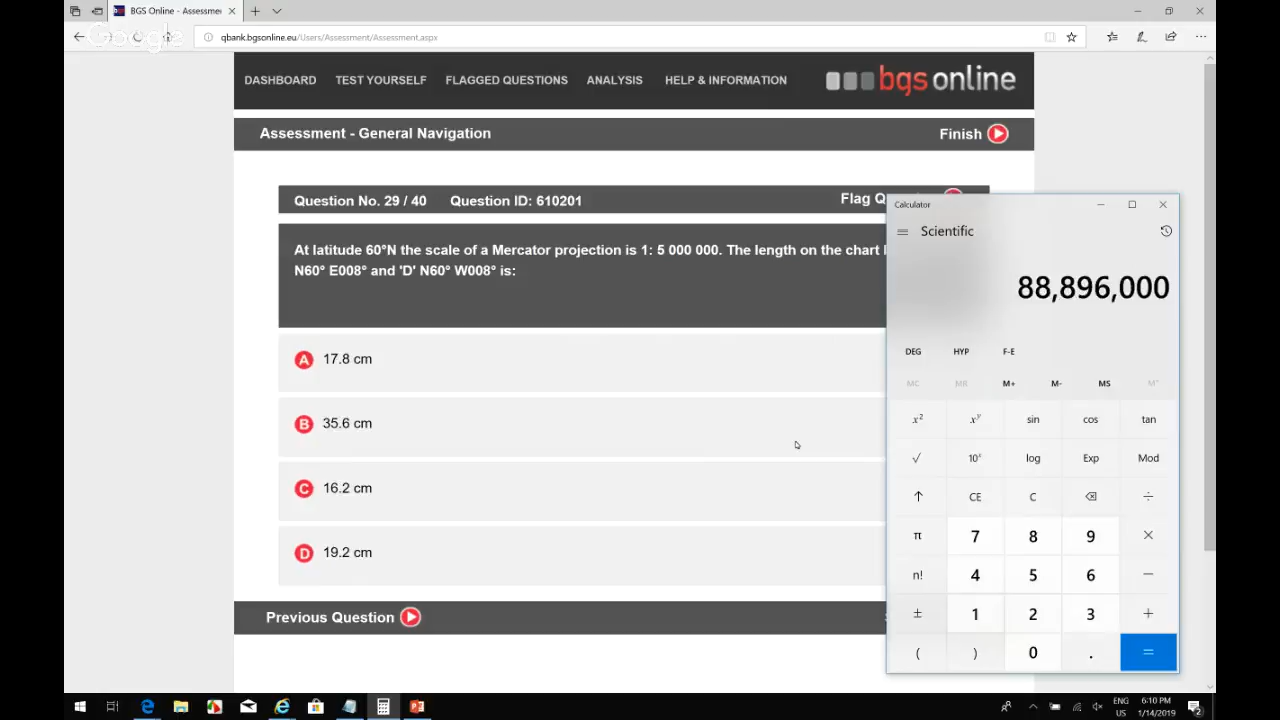 BGS Online - Assessmer
Google
qbank.bgsonline.eu/Users/Assessment/Assessment.aspx
DASHBOARD TEST YOURSELF FLAGGED QUESTIONS ANALYSIS HELP & INFORMATION bgs online
Assessment - General Navigation Finish
Question No. 29 / 40 Question ID: 610201 Flag Q
At latitude 60°N the scale of a Mercator projection is 1: 5 000 000. The length on the chart
N60° E008° and 'D' N60° W008° is:
A 17.8 cm
B 35.6 cm
C 16.2 cm
D 19.2 cm
Previous Question
Calculator
Scientific
88,896,000
DEG HYP F-E
MC MR M+ M- MS M˅
x² xʸ sin cos tan
√ 10ˣ log Exp Mod
↑ CE C ⌫ ÷
π 7 8 9 ×
n! 4 5 6 −
± 1 2 3 +
( ) 0 . =
ENG 6:10 PM
US 1/14/2019
2